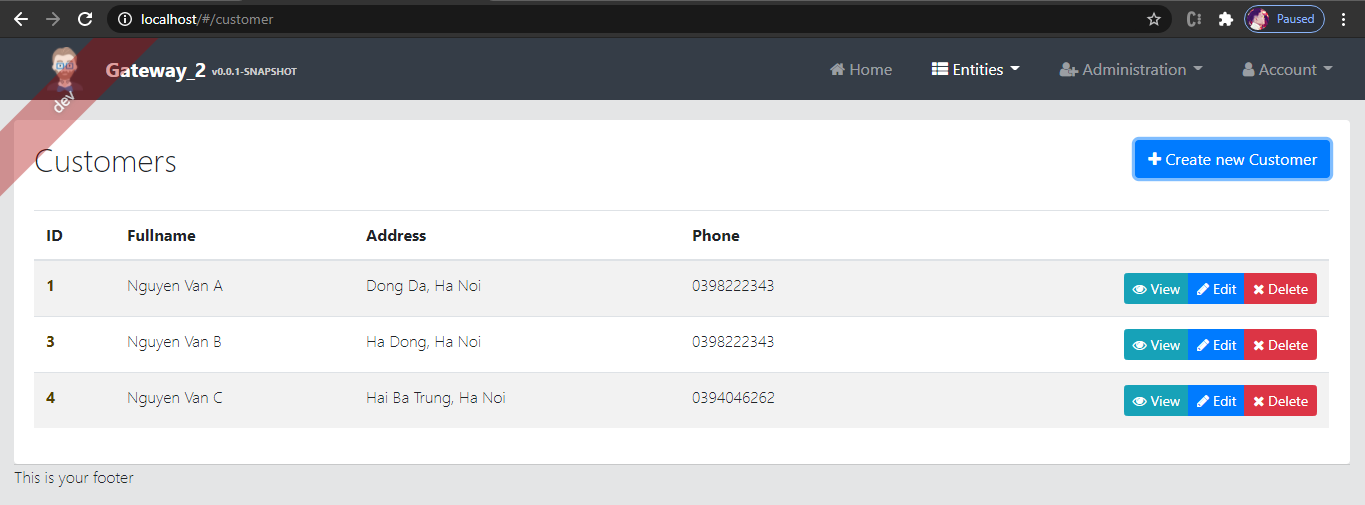 localhost/#/customer
Paused
dev
Gateway_2 v0.0.1-SNAPSHOT
Home
Entities
Administration
Account
Customers
Create new Customer
ID Fullname Address Phone
1 Nguyen Van A Dong Da, Ha Noi 0398222343 View Edit Delete
3 Nguyen Van B Ha Dong, Ha Noi 0398222343 View Edit Delete
4 Nguyen Van C Hai Ba Trung, Ha Noi 0394046262 View Edit Delete
This is your footer